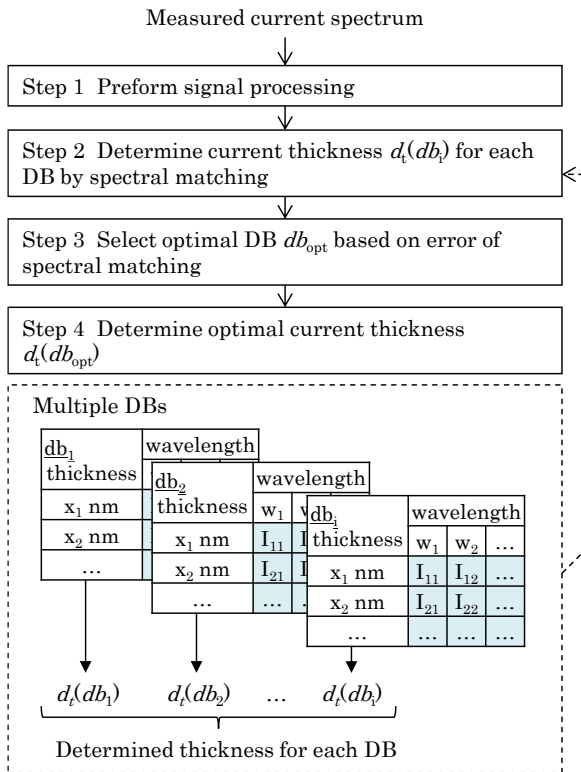 Measured current spectrum
Step 1 Preform signal processing
Step 2 Determine current thickness dt(dbi) for each
DB by spectral matching
Step 3 Select optimal DB dbopt based on error of
spectral matching
Step 4 Determine optimal current thickness
dt(dbopt)
Multiple DBs
db1
thickness
wavelength
x1 nm
x2 nm
...
db2
thickness
wavelength
w1
x1 nm I11
x2 nm I21
... ...
dbi
thickness
wavelength
w1 w2 ...
x1 nm I11 I12 ...
x2 nm I21 I22 ...
... ... ... ...
dt(db1) dt(db2) ... dt(dbi)
Determined thickness for each DB